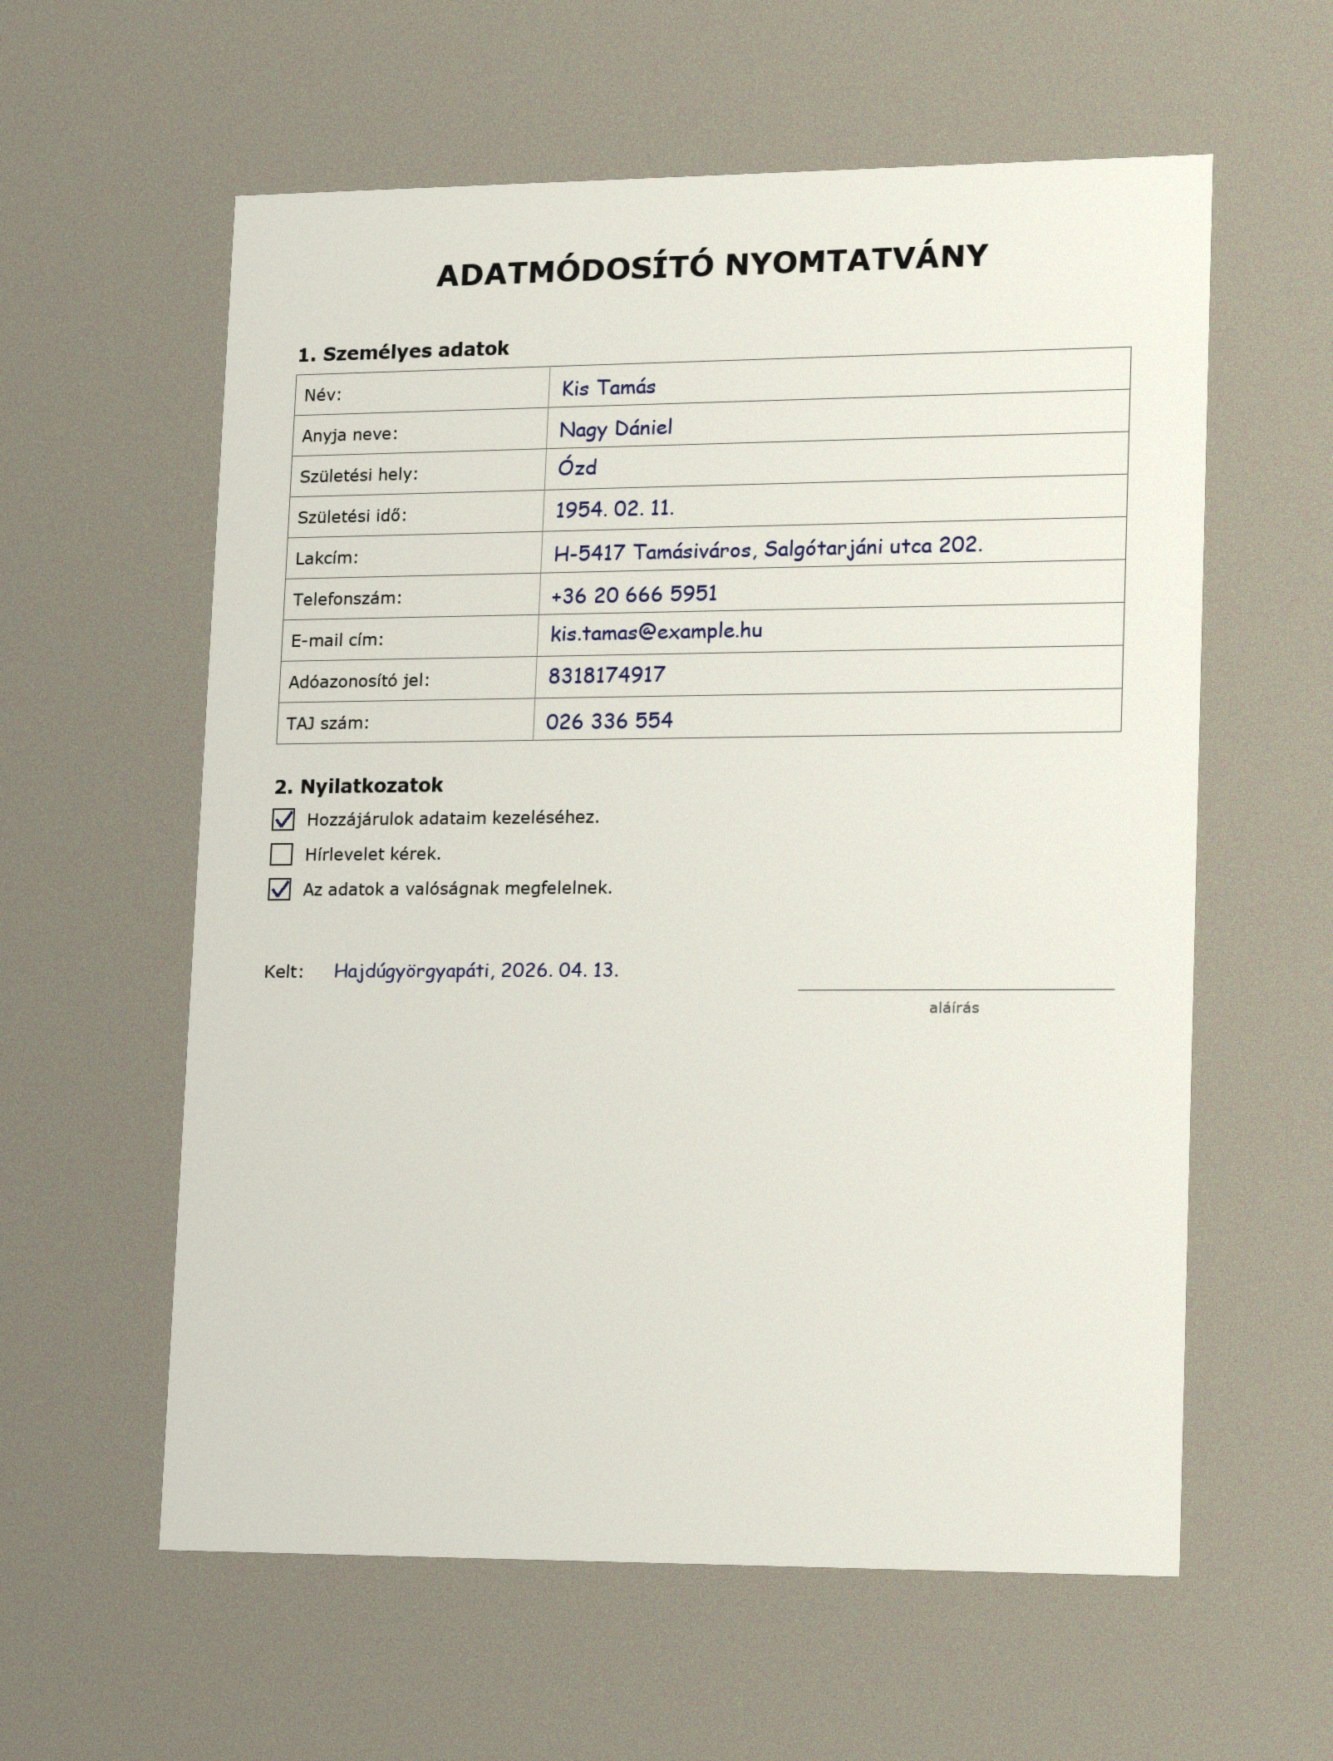 ADATMÓDOSÍTÓ NYOMTATVÁNY
1. Személyes adatok
Név: Kis Tamás
Anyja neve: Nagy Dániel
Születési hely: Ózd
Születési idő: 1954. 02. 11.
Lakcím: H-5417 Tamásiváros, Salgótarjáni utca 202.
Telefonszám: +36 20 666 5951
E-mail cím: kis.tamas@example.hu
Adóazonosító jel: 8318174917
TAJ szám: 026 336 554
2. Nyilatkozatok
Hozzájárulok adataim kezeléséhez.
Hírlevelet kérek.
Az adatok a valóságnak megfelelnek.
Kelt: Hajdúgyörgyapáti, 2026. 04. 13.
aláírás